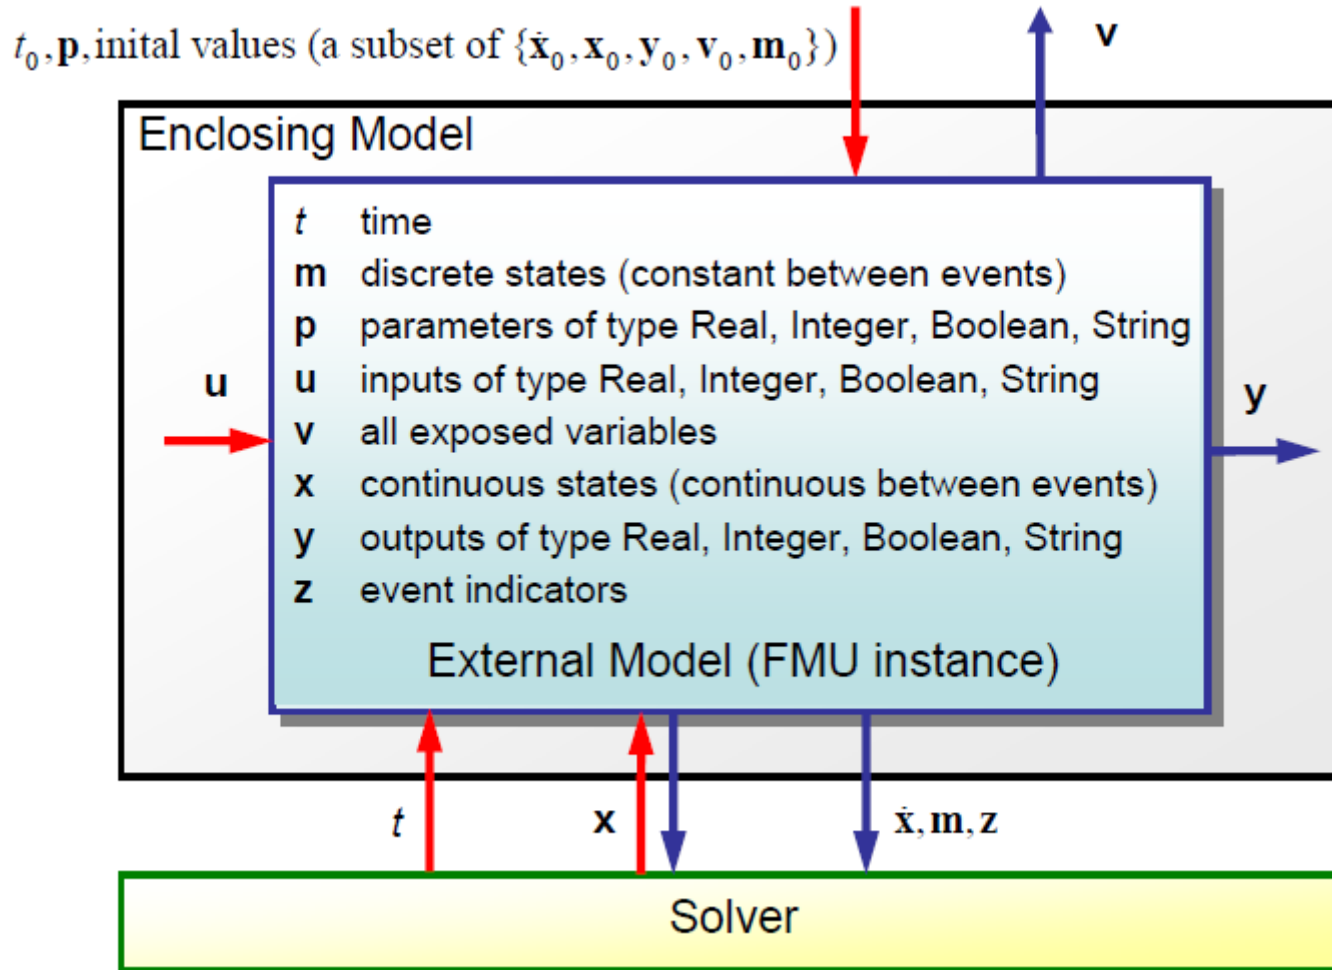 t₀, p, inital values (a subset of {ẋ₀, x₀, y₀, v₀, m₀})
v
Enclosing Model
t time
m discrete states (constant between events)
p parameters of type Real, Integer, Boolean, String
u inputs of type Real, Integer, Boolean, String
v all exposed variables
x continuous states (continuous between events)
y outputs of type Real, Integer, Boolean, String
z event indicators
External Model (FMU instance)
u
y
t
x
ẋ, m, z
Solver